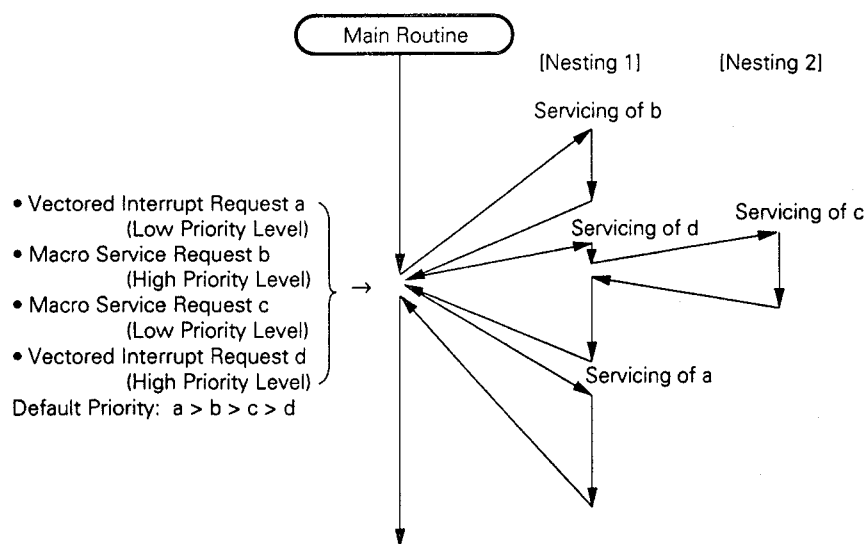 Main Routine
[Nesting 1]
[Nesting 2]
Servicing of b
• Vectored Interrupt Request a
(Low Priority Level)
• Macro Service Request b
(High Priority Level)
• Macro Service Request c
(Low Priority Level)
• Vectored Interrupt Request d
(High Priority Level)
Default Priority: a > b > c > d
→
Servicing of d
Servicing of c
Servicing of a